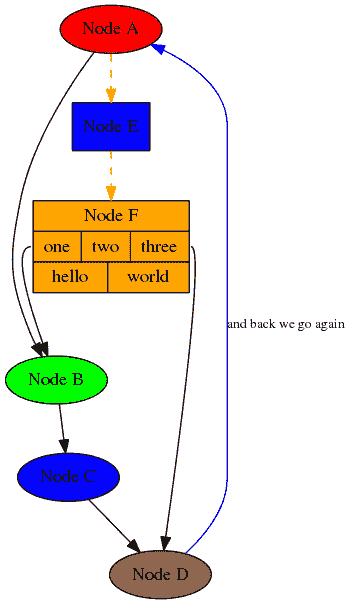 Node A
Node E
Node F
one two three
hello world
and back we go again
Node B
Node C
Node D